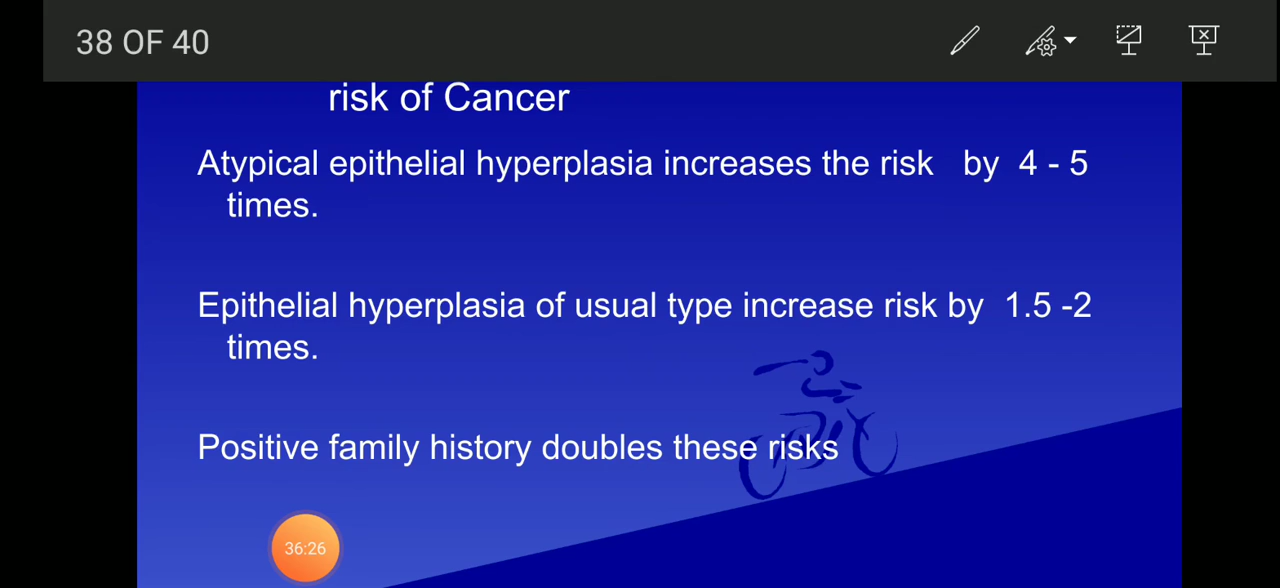 38 OF 40
risk of Cancer
Atypical epithelial hyperplasia increases the risk by 4 - 5
times.
Epithelial hyperplasia of usual type increase risk by 1.5 -2
times.
Positive family history doubles these risks
36:26